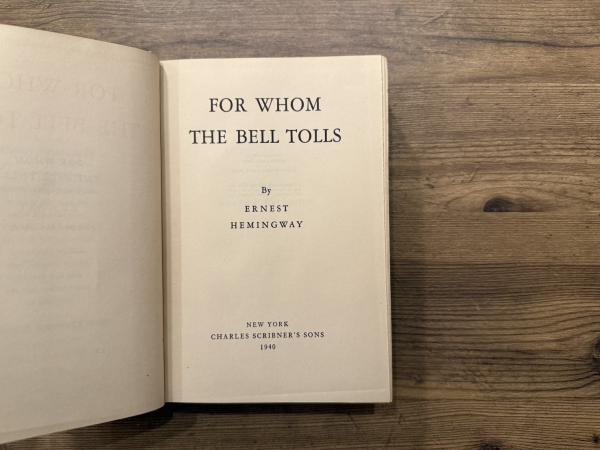 FOR WHOM
THE BELL TOLLS
By
ERNEST
HEMINGWAY
NEW YORK
CHARLES SCRIBNER'S SONS
1940